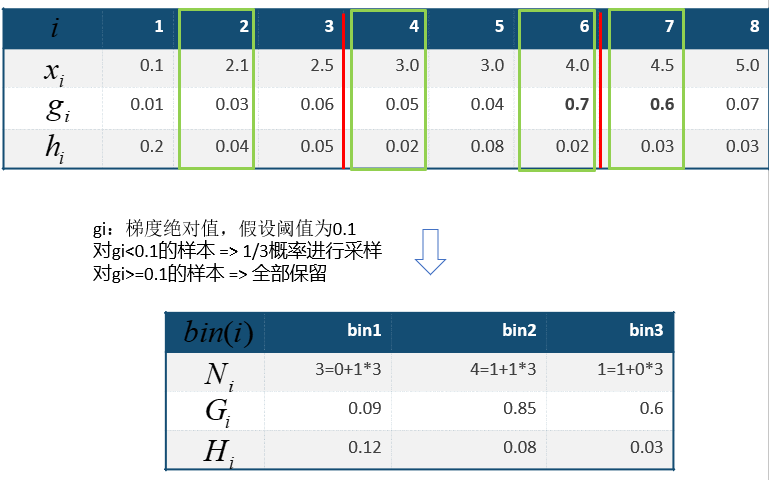 i 1 2 3 4 5 6 7 8
xi 0.1 2.1 2.5 3.0 3.0 4.0 4.5 5.0
gi 0.01 0.03 0.06 0.05 0.04 0.7 0.6 0.07
hi 0.2 0.04 0.05 0.02 0.08 0.02 0.03 0.03
gi：梯度绝对值，假设阈值为0.1
对gi<0.1的样本 => 1/3概率进行采样
对gi>=0.1的样本 => 全部保留
bin(i) bin1 bin2 bin3
Ni 3=0+1*3 4=1+1*3 1=1+0*3
Gi 0.09 0.85 0.6
Hi 0.12 0.08 0.03